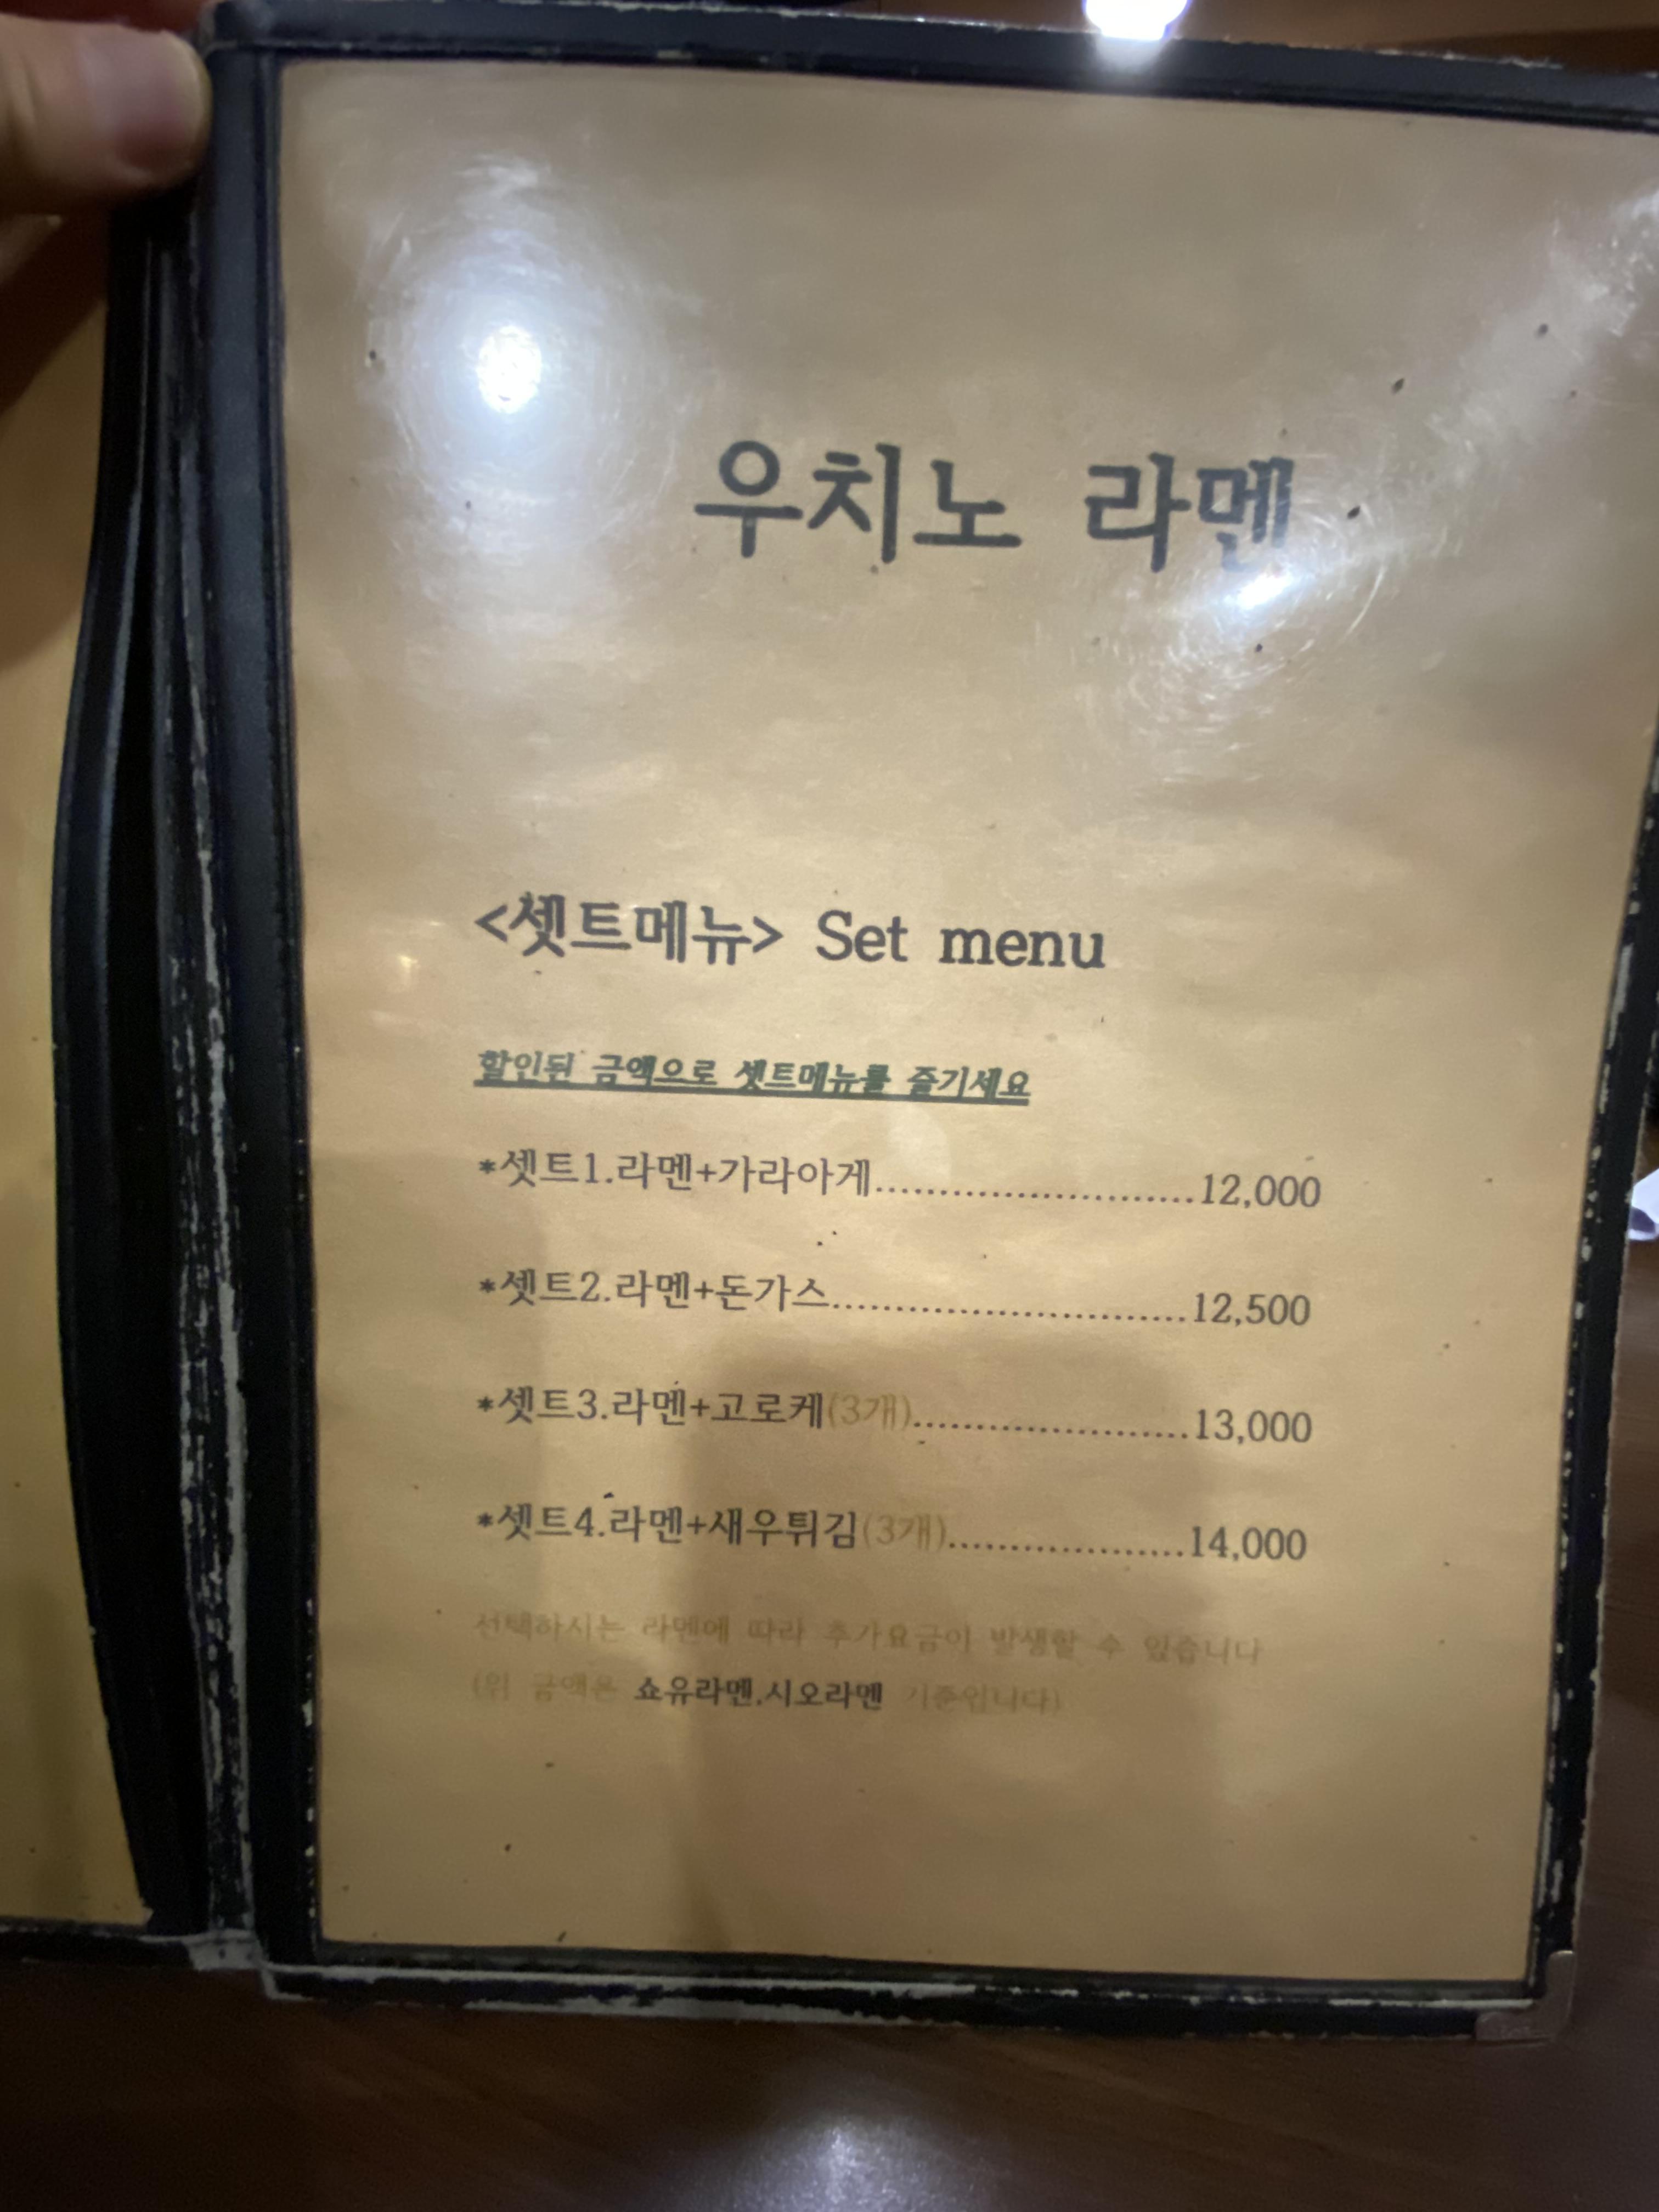 우치노 라멘
<셋트메뉴> Set menu
할인된 금액으로 셋트메뉴를 즐기세요
*셋트1.라멘+가라아게.........................12,000
*셋트2.라멘+돈가스............................12,500
*셋트3.라멘+고로케(3개)......................13,000
*셋트4.라멘+새우튀김(3개)...................14,000
선택하시는 라멘에 따라 추가요금이 발생할 수 있습니다
(위 금액은 쇼유라멘,시오라멘 기준입니다)